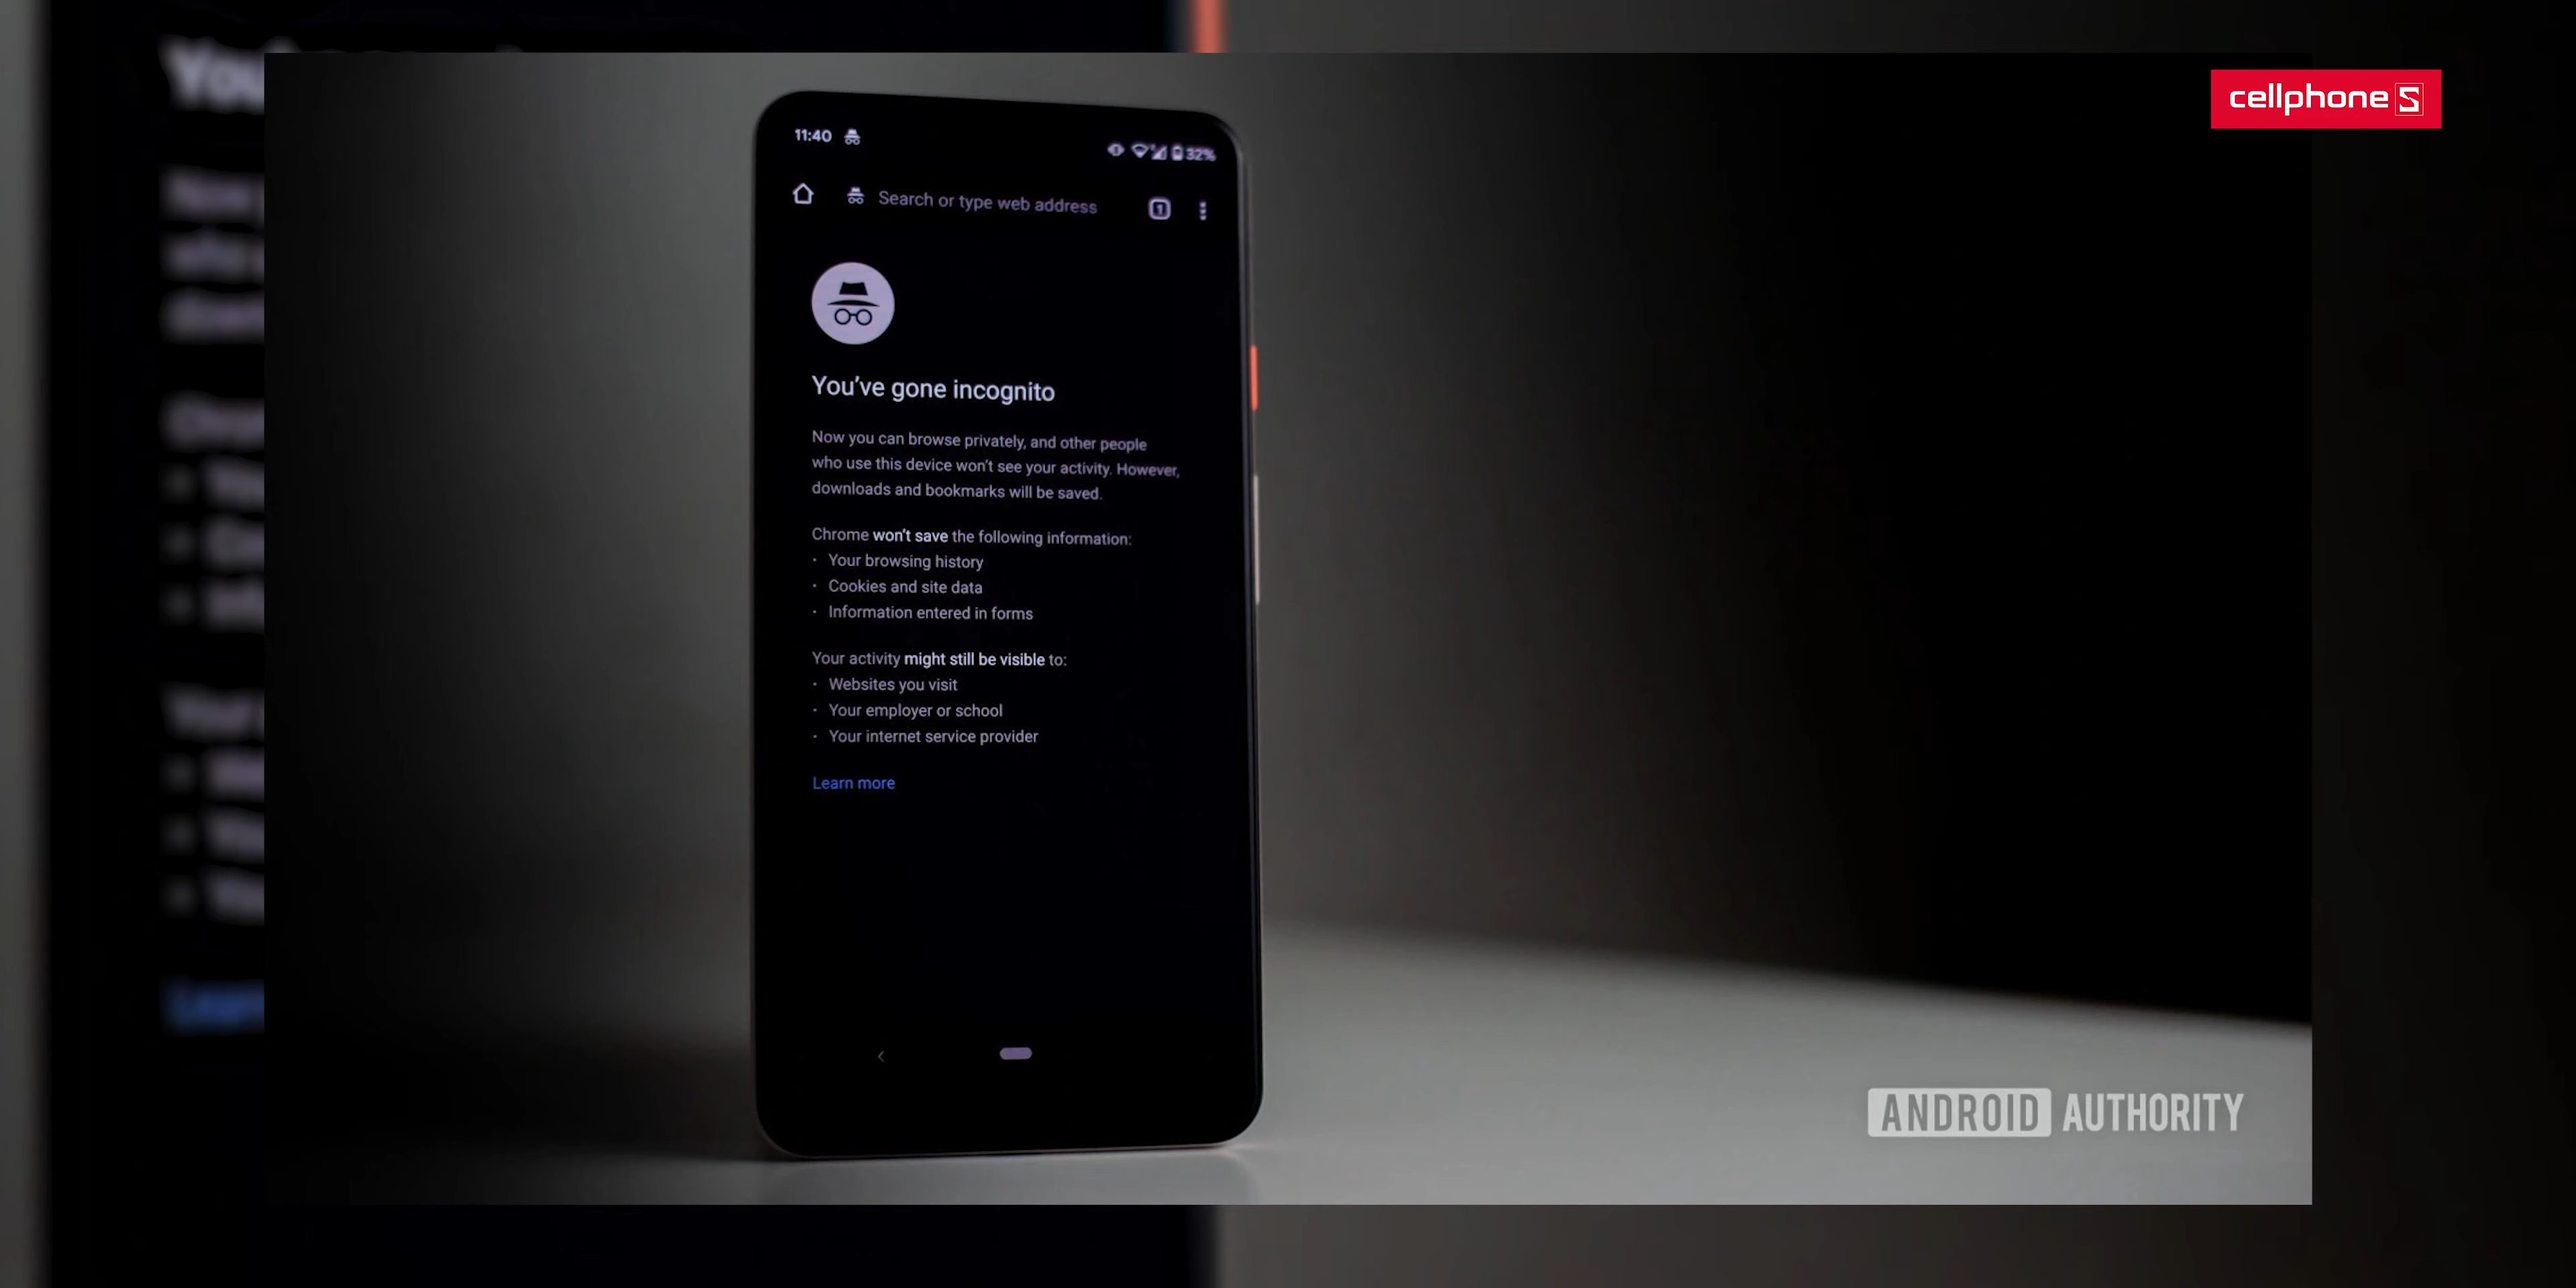 cellphone S
11:40
32%
Search or type web address
1
You've gone incognito
Now you can browse privately, and other people
who use this device won't see your activity. However,
downloads and bookmarks will be saved.
Chrome won't save the following information:
· Your browsing history
· Cookies and site data
· Information entered in forms
Your activity might still be visible to:
· Websites you visit
· Your employer or school
· Your internet service provider
Learn more
ANDROID AUTHORITY